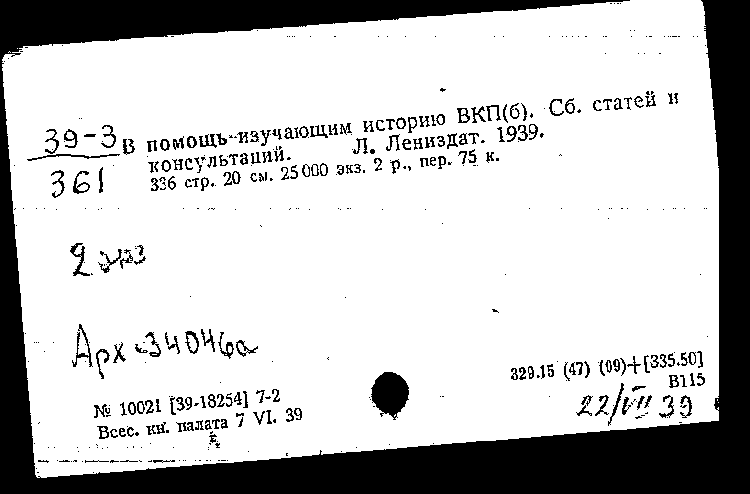 39-3 В помощь изучающим историю ВКП(б). Сб. статей и
361 консультаций. Л. Лениздат. 1939.
336 стр. 20 см. 25 000 экз. 2 р., пер. 75 к.
2 экз
Арх-34046а
329.15 (47) (09)+[335.50]
В115
№ 10021 [39-18254] 7-2
Всес. кн. палата 7 VI. 39
22/VII 39